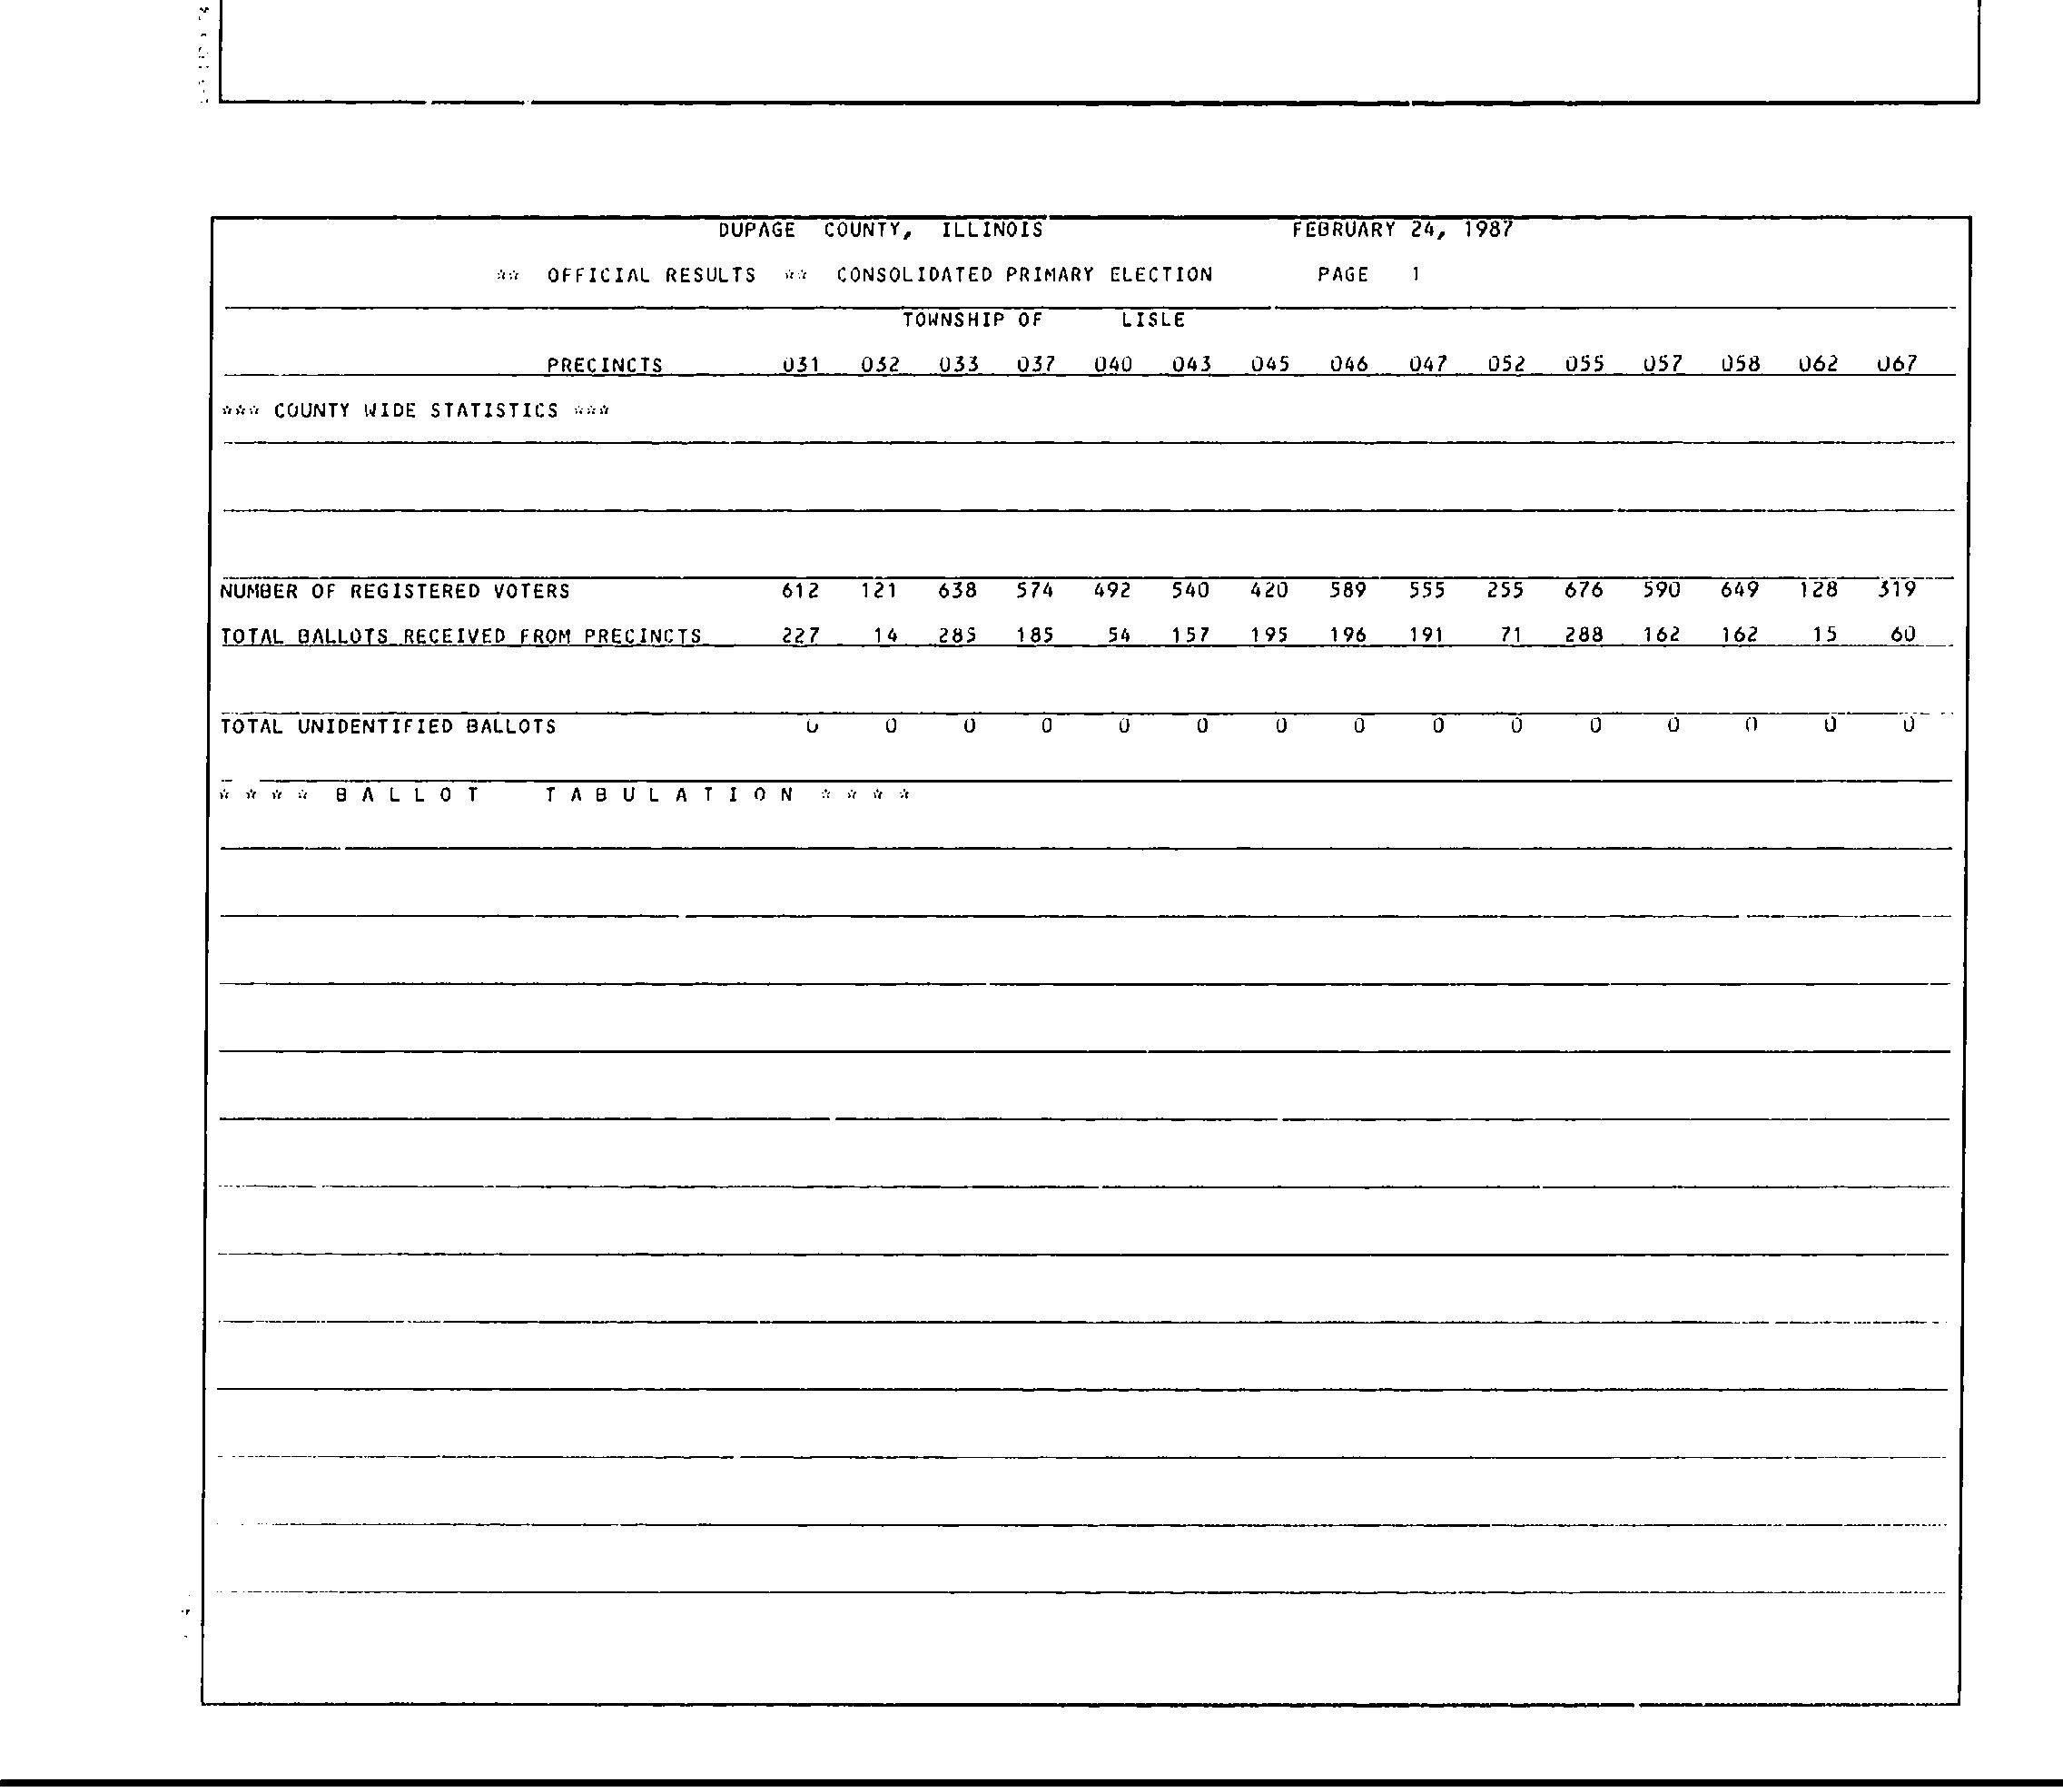 DUPAGE COUNTY, ILLINOIS FEBRUARY 24, 1987
** OFFICIAL RESULTS ** CONSOLIDATED PRIMARY ELECTION PAGE 1
TOWNSHIP OF LISLE
PRECINCTS 031 032 033 037 040 043 045 046 047 052 055 057 058 062 067
*** COUNTY WIDE STATISTICS ***
NUMBER OF REGISTERED VOTERS 612 121 638 574 492 540 420 589 555 255 676 590 649 128 319
TOTAL BALLOTS RECEIVED FROM PRECINCTS 227 14 285 185 54 157 195 196 191 71 288 162 162 15 60
TOTAL UNIDENTIFIED BALLOTS 0 0 0 0 0 0 0 0 0 0 0 0 0 0 0
* * * * B A L L O T T A B U L A T I O N * * * *